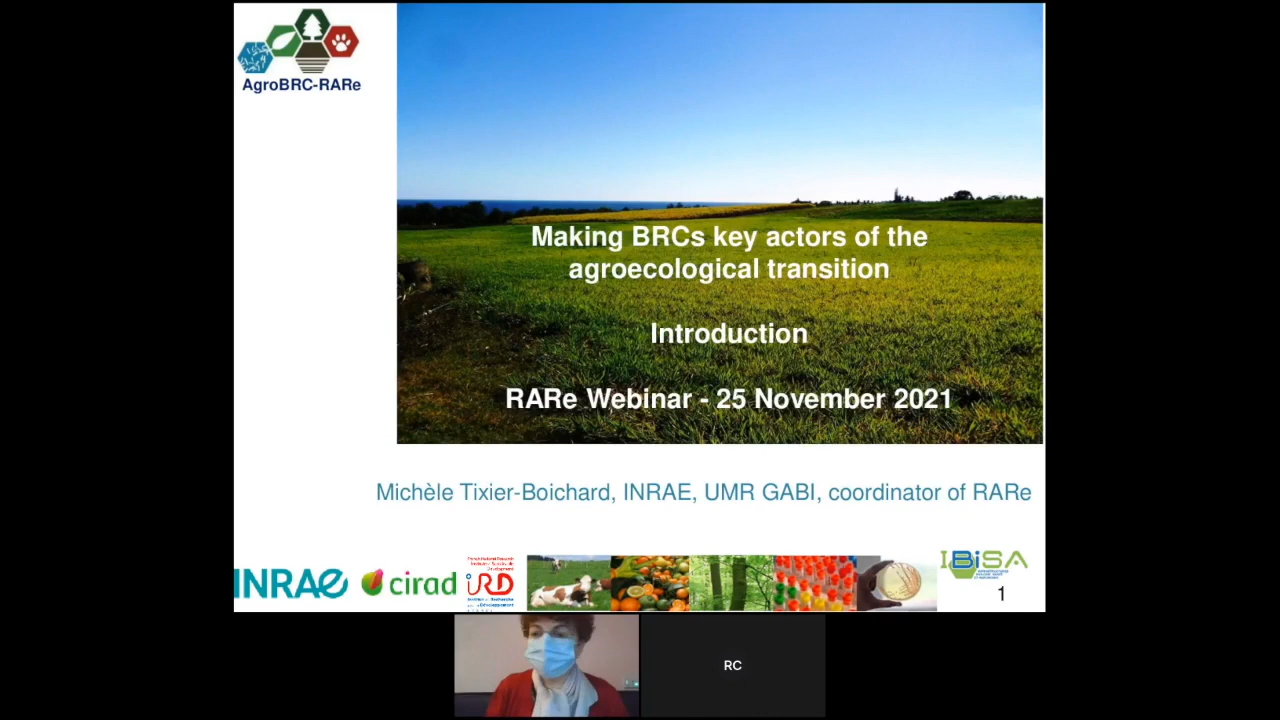 AgroBRC-RARe
Making BRCs key actors of the
agroecological transition
Introduction
RARe Webinar - 25 November 2021
Michèle Tixier-Boichard, INRAE, UMR GABI, coordinator of RARe
INRAE
cirad
IRD
IBiSA
1
RC